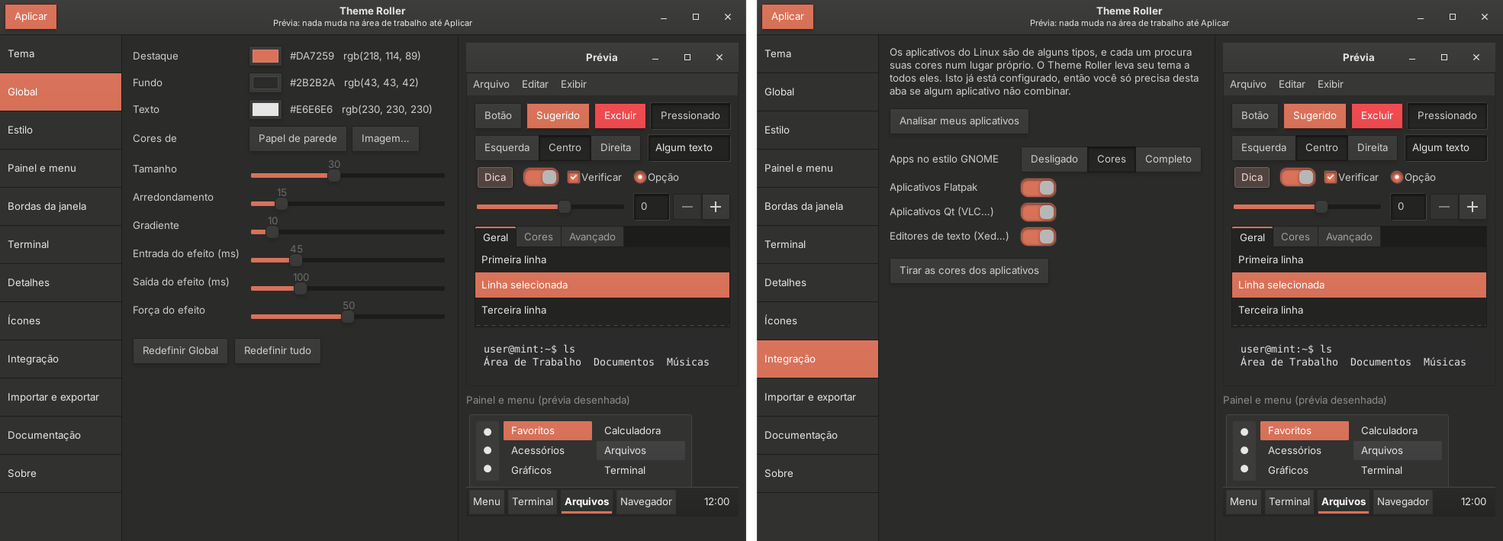 Aplicar
Theme Roller
Prévia: nada muda na área de trabalho até Aplicar
Tema
Global
Estilo
Painel e menu
Bordas da janela
Terminal
Detalhes
Ícones
Integração
Importar e exportar
Documentação
Sobre
Destaque #DA7259 rgb(218, 114, 89)
Fundo #2B2B2A rgb(43, 43, 42)
Texto #E6E6E6 rgb(230, 230, 230)
Cores de Papel de parede Imagem...
Tamanho 30
Arredondamento 15
Gradiente 10
Entrada do efeito (ms) 45
Saída do efeito (ms) 100
Força do efeito 50
Redefinir Global Redefinir tudo
Prévia
Arquivo Editar Exibir
Botão Sugerido Excluir Pressionado
Esquerda Centro Direita Algum texto
Dica Verificar Opção
0
Geral Cores Avançado
Primeira linha
Linha selecionada
Terceira linha
user@mint:~$ ls
Área de Trabalho Documentos Músicas
Painel e menu (prévia desenhada)
Favoritos Calculadora
Acessórios Arquivos
Gráficos Terminal
Menu Terminal Arquivos Navegador 12:00
Aplicar
Theme Roller
Prévia: nada muda na área de trabalho até Aplicar
Tema
Global
Estilo
Painel e menu
Bordas da janela
Terminal
Detalhes
Ícones
Integração
Importar e exportar
Documentação
Sobre
Os aplicativos do Linux são de alguns tipos, e cada um procura
suas cores num lugar próprio. O Theme Roller leva seu tema a
todos eles. Isto já está configurado, então você só precisa desta
aba se algum aplicativo não combinar.
Analisar meus aplicativos
Apps no estilo GNOME Desligado Cores Completo
Aplicativos Flatpak
Aplicativos Qt (VLC...)
Editores de texto (Xed...)
Tirar as cores dos aplicativos
Prévia
Arquivo Editar Exibir
Botão Sugerido Excluir Pressionado
Esquerda Centro Direita Algum texto
Dica Verificar Opção
0
Geral Cores Avançado
Primeira linha
Linha selecionada
Terceira linha
user@mint:~$ ls
Área de Trabalho Documentos Músicas
Painel e menu (prévia desenhada)
Favoritos Calculadora
Acessórios Arquivos
Gráficos Terminal
Menu Terminal Arquivos Navegador 12:00